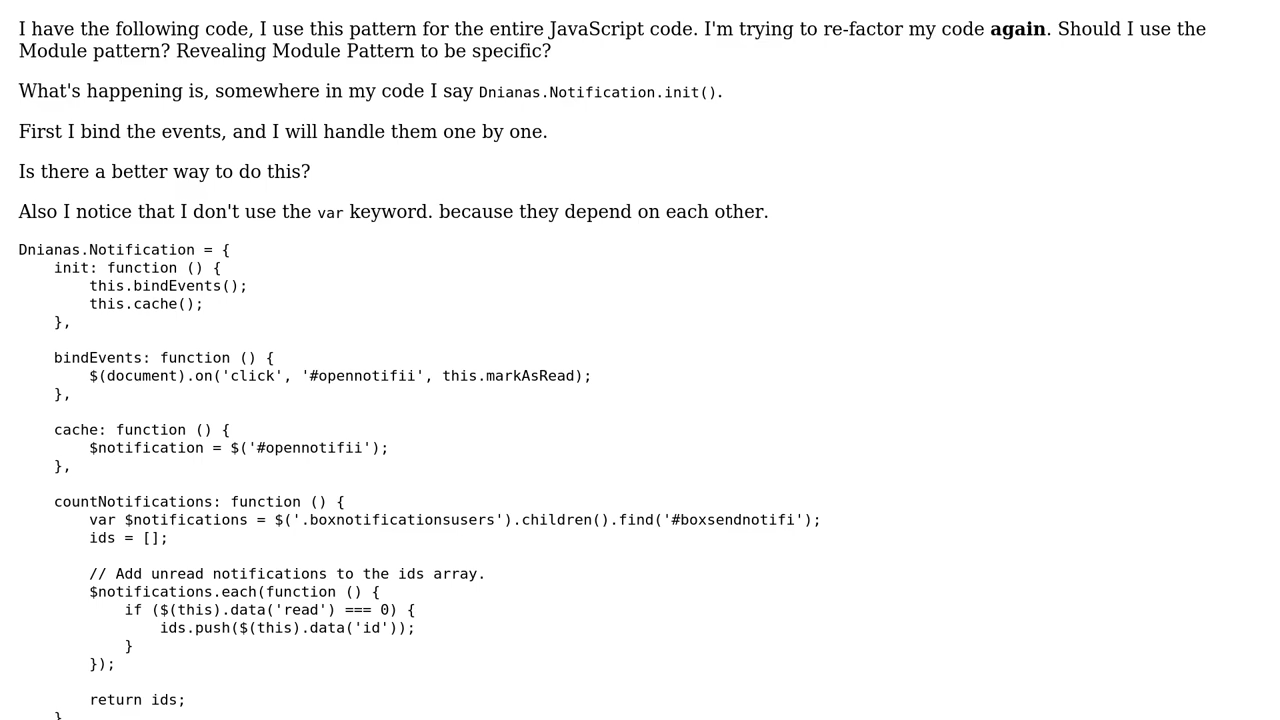 I have the following code, I use this pattern for the entire JavaScript code. I'm trying to re-factor my code again. Should I use the
Module pattern? Revealing Module Pattern to be specific?
What's happening is, somewhere in my code I say Dnianas.Notification.init().
First I bind the events, and I will handle them one by one.
Is there a better way to do this?
Also I notice that I don't use the var keyword. because they depend on each other.
Dnianas.Notification = {
    init: function () {
        this.bindEvents();
        this.cache();
    },
    bindEvents: function () {
        $(document).on('click', '#opennotifii', this.markAsRead);
    },
    cache: function () {
        $notification = $('#opennotifii');
    },
    countNotifications: function () {
        var $notifications = $('.boxnotificationsusers').children().find('#boxsendnotifi');
        ids = [];
        // Add unread notifications to the ids array.
        $notifications.each(function () {
            if ($(this).data('read') === 0) {
                ids.push($(this).data('id'));
            }
        });
        return ids;
    }